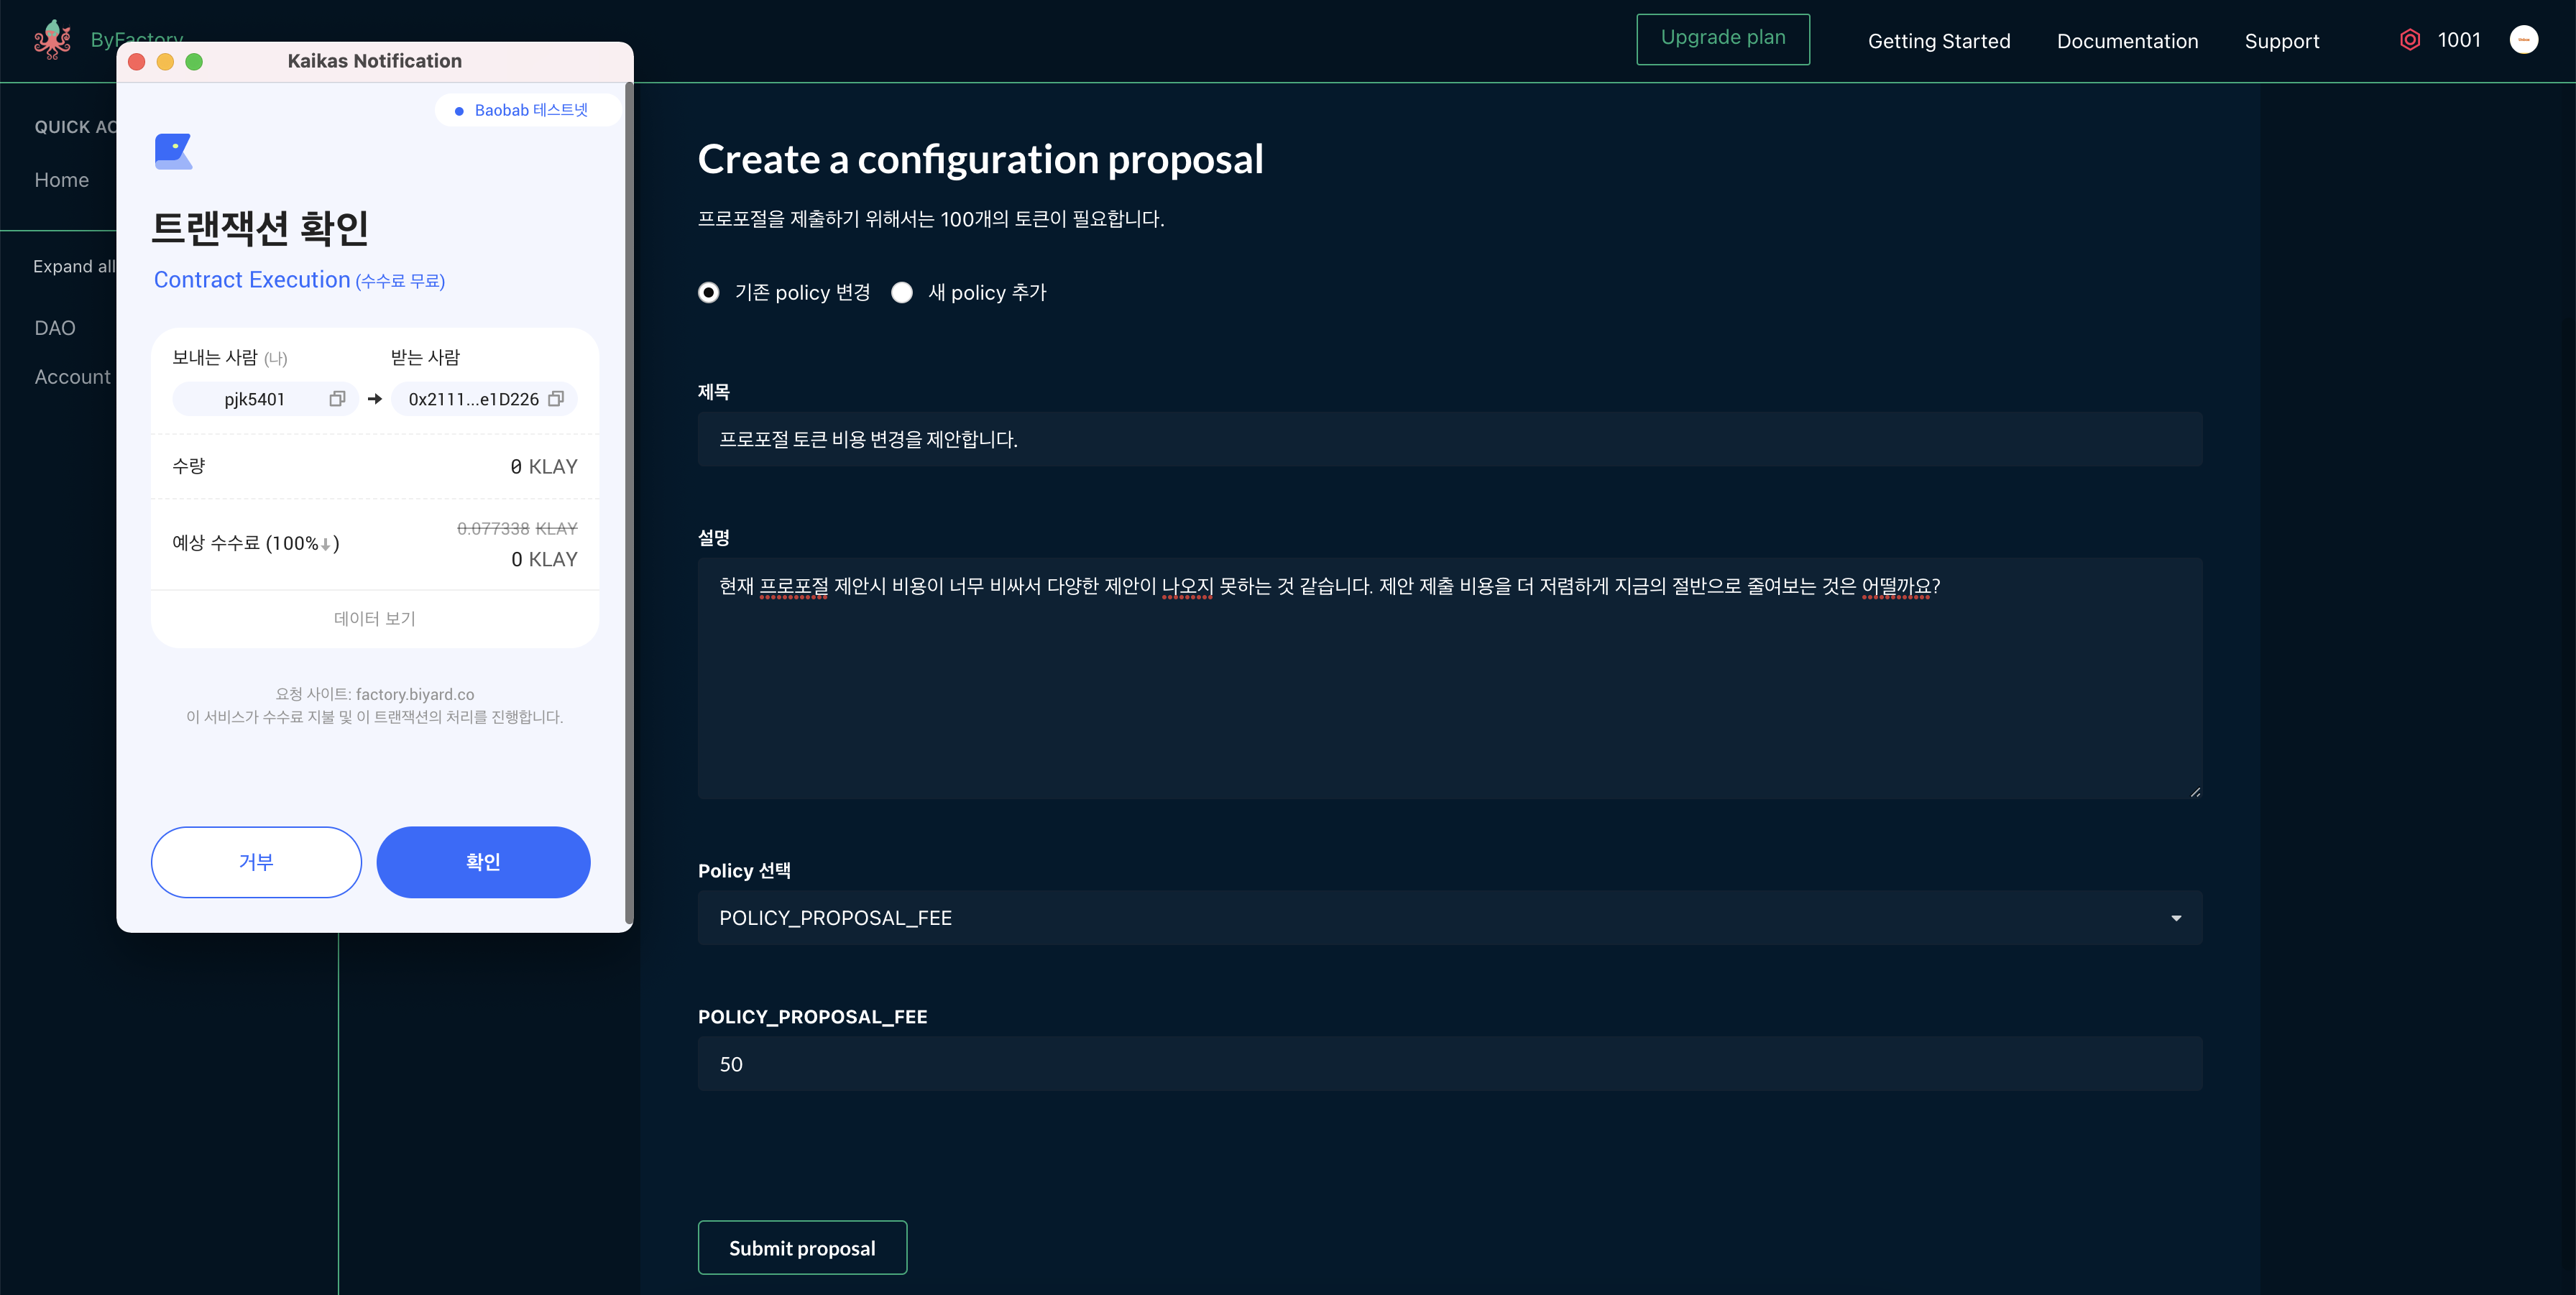 ByFactory
Upgrade plan
Getting Started
Documentation
Support
1001
QUICK AC
Home
Expand all
DAO
Account
Kaikas Notification
Baobab 테스트넷
트랜잭션 확인
Contract Execution (수수료 무료)
보내는 사람 (나)
받는 사람
pjk5401
0x2111...e1D226
수량
0 KLAY
예상 수수료 (100%↓)
0.077338 KLAY
0 KLAY
데이터 보기
요청 사이트: factory.biyard.co
이 서비스가 수수료 지불 및 이 트랜잭션의 처리를 진행합니다.
거부
확인
Create a configuration proposal
프로포절을 제출하기 위해서는 100개의 토큰이 필요합니다.
기존 policy 변경
새 policy 추가
제목
프로포절 토큰 비용 변경을 제안합니다.
설명
현재 프로포절 제안시 비용이 너무 비싸서 다양한 제안이 나오지 못하는 것 같습니다. 제안 제출 비용을 더 저렴하게 지금의 절반으로 줄여보는 것은 어떨까요?
Policy 선택
POLICY_PROPOSAL_FEE
POLICY_PROPOSAL_FEE
50
Submit proposal